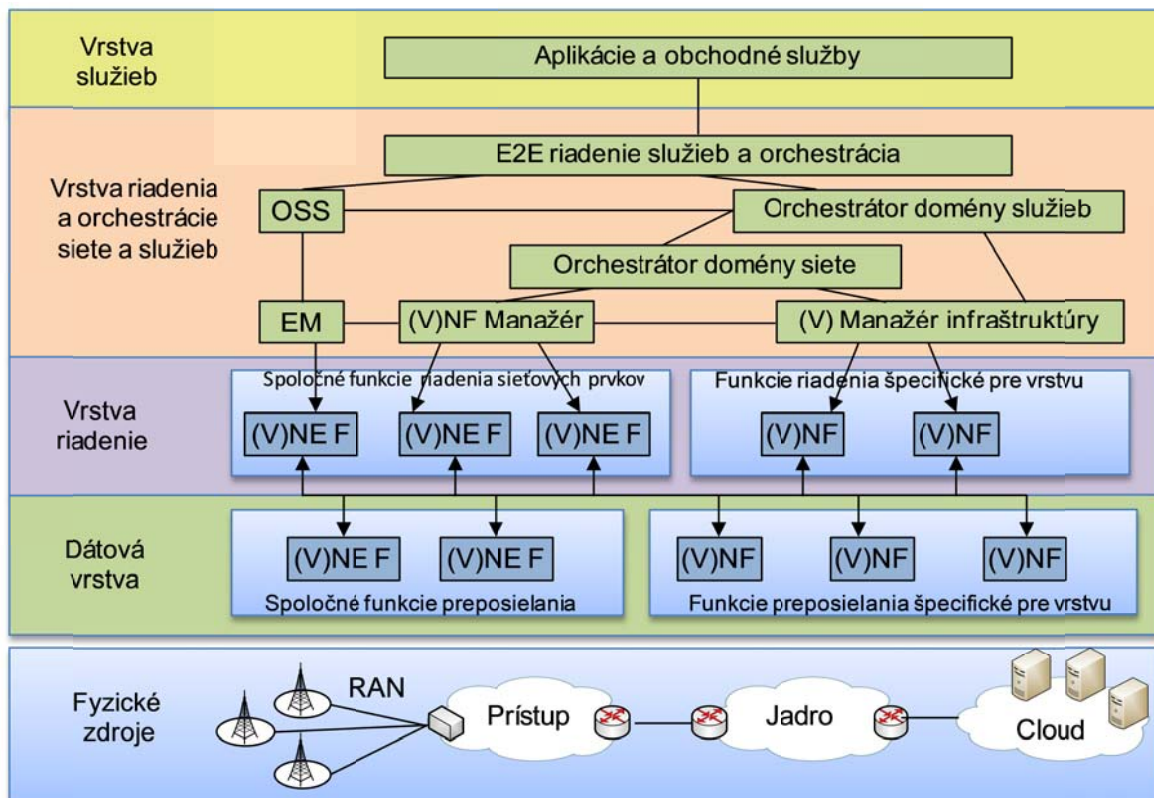 Vrstva
služieb
Aplikácie a obchodné služby
Vrstva riadenia
a orchestrácie
siete a služieb
E2E riadenie služieb a orchestrácia
OSS
Orchestrátor domény služieb
Orchestrátor domény siete
EM
(V)NF Manažér
(V) Manažér infraštruktúry
Vrstva
riadenie
Spoločné funkcie riadenia sieťových prvkov
Funkcie riadenia špecifické pre vrstvu
(V)NE F
(V)NE F
(V)NE F
(V)NF
(V)NF
Dátová
vrstva
(V)NE F
(V)NE F
(V)NF
(V)NF
(V)NF
Spoločné funkcie preposielania
Funkcie preposielania špecifické pre vrstvu
Fyzické
zdroje
RAN
Prístup
Jadro
Cloud